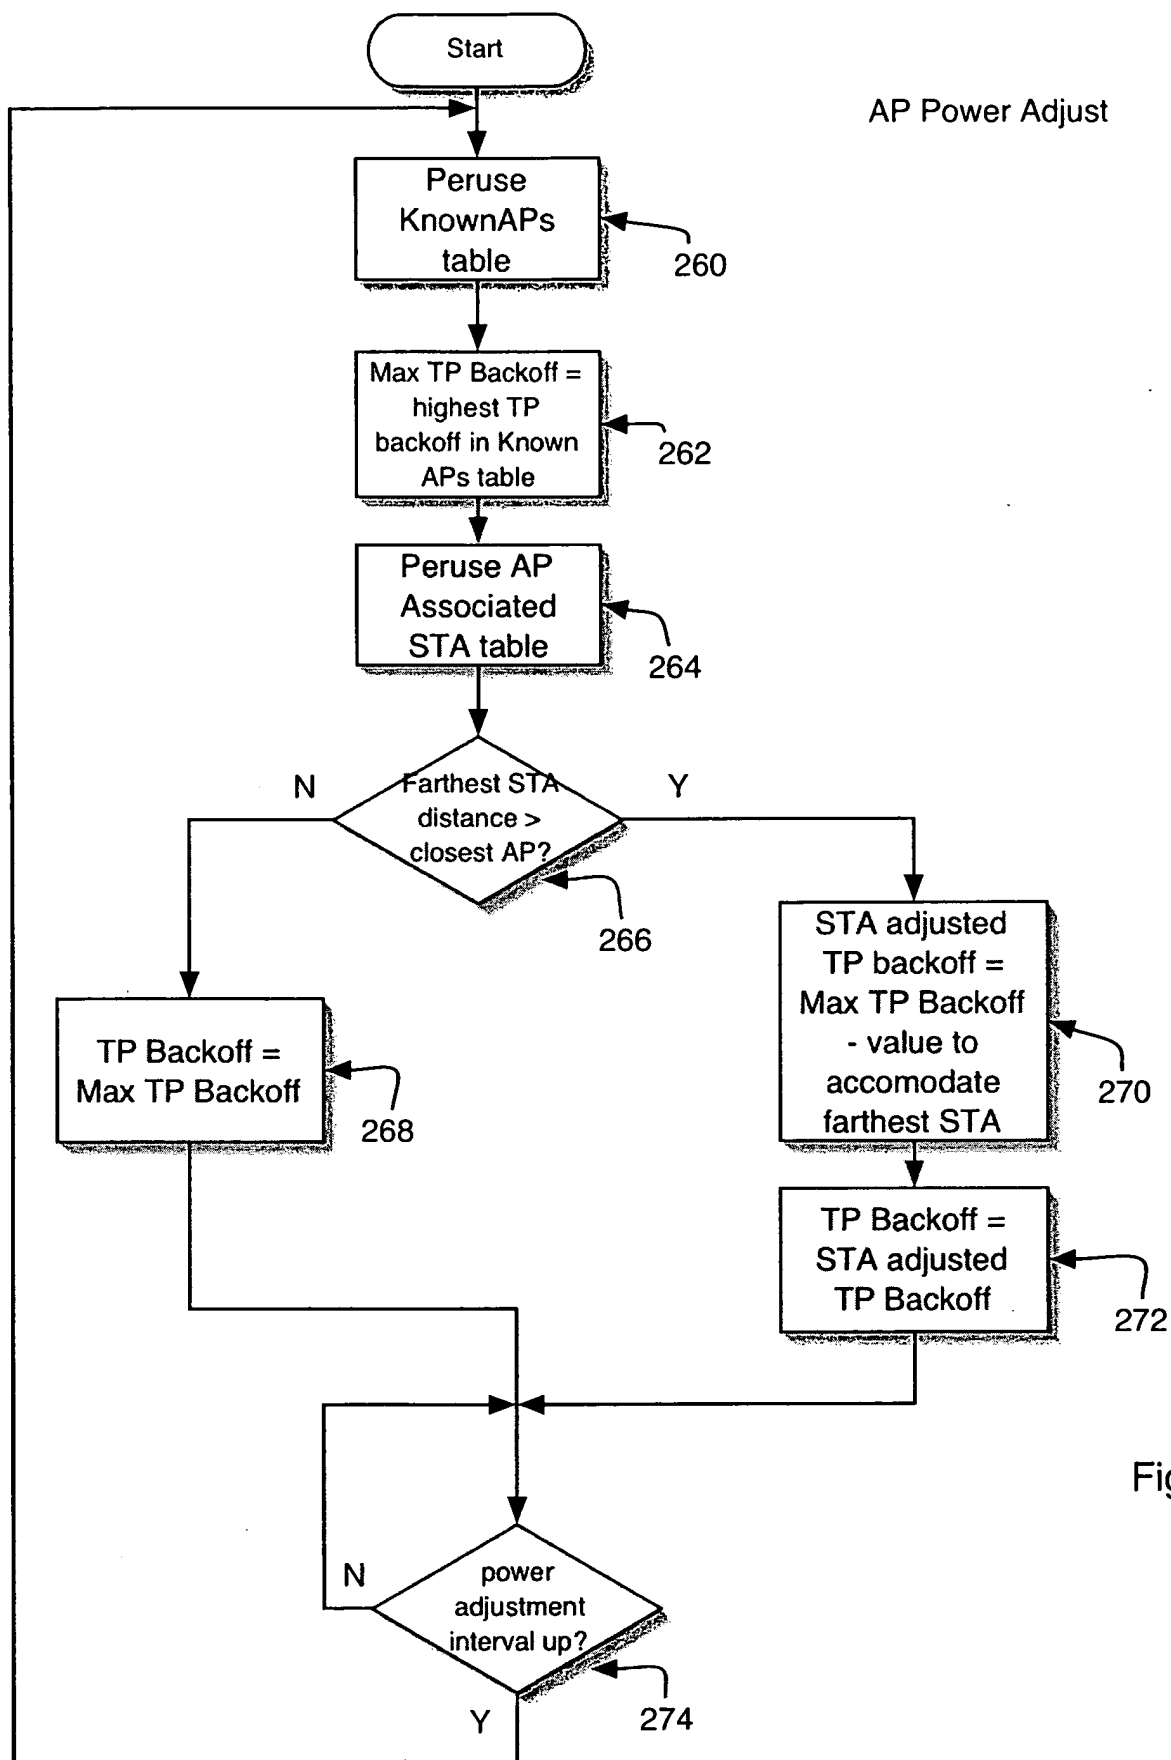 Start
AP Power Adjust
Peruse
KnownAPs
table
260
Max TP Backoff =
highest TP
backoff in Known
APs table
262
Peruse AP
Associated
STA table
264
N
Farthest STA
distance >
closest AP?
Y
266
STA adjusted
TP backoff =
Max TP Backoff
- value to
accomodate
farthest STA
270
TP Backoff =
Max TP Backoff
268
TP Backoff =
STA adjusted
TP Backoff
272
Fig
N
power
adjustment
interval up?
274
Y